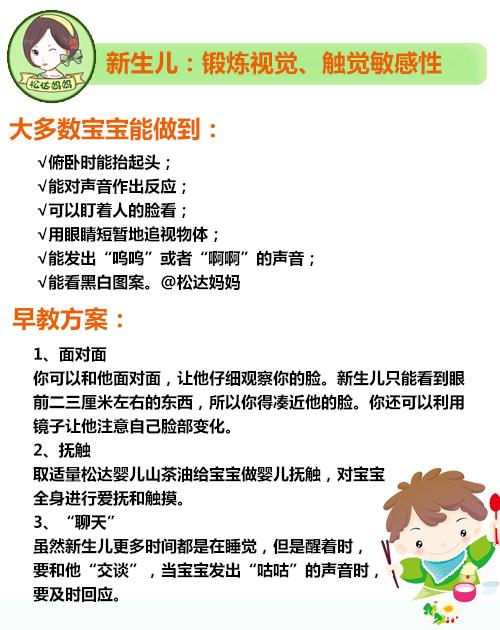 松达妈妈
新生儿：锻炼视觉、触觉敏感性
大多数宝宝能做到：
√俯卧时能抬起头；
√能对声音作出反应；
√可以盯着人的脸看；
√用眼睛短暂地追视物体；
√能发出“呜呜”或者“啊啊”的声音；
√能看黑白图案。@松达妈妈
早教方案：
1、面对面
你可以和他面对面，让他仔细观察你的脸。新生儿只能看到眼
前二三厘米左右的东西，所以你得凑近他的脸。你还可以利用
镜子让他注意自己脸部变化。
2、抚触
取适量松达婴儿山茶油给宝宝做婴儿抚触，对宝宝
全身进行爱抚和触摸。
3、“聊天”
虽然新生儿更多时间都是在睡觉，但是醒着时，
要和他“交谈”，当宝宝发出“咕咕”的声音时，
要及时回应。